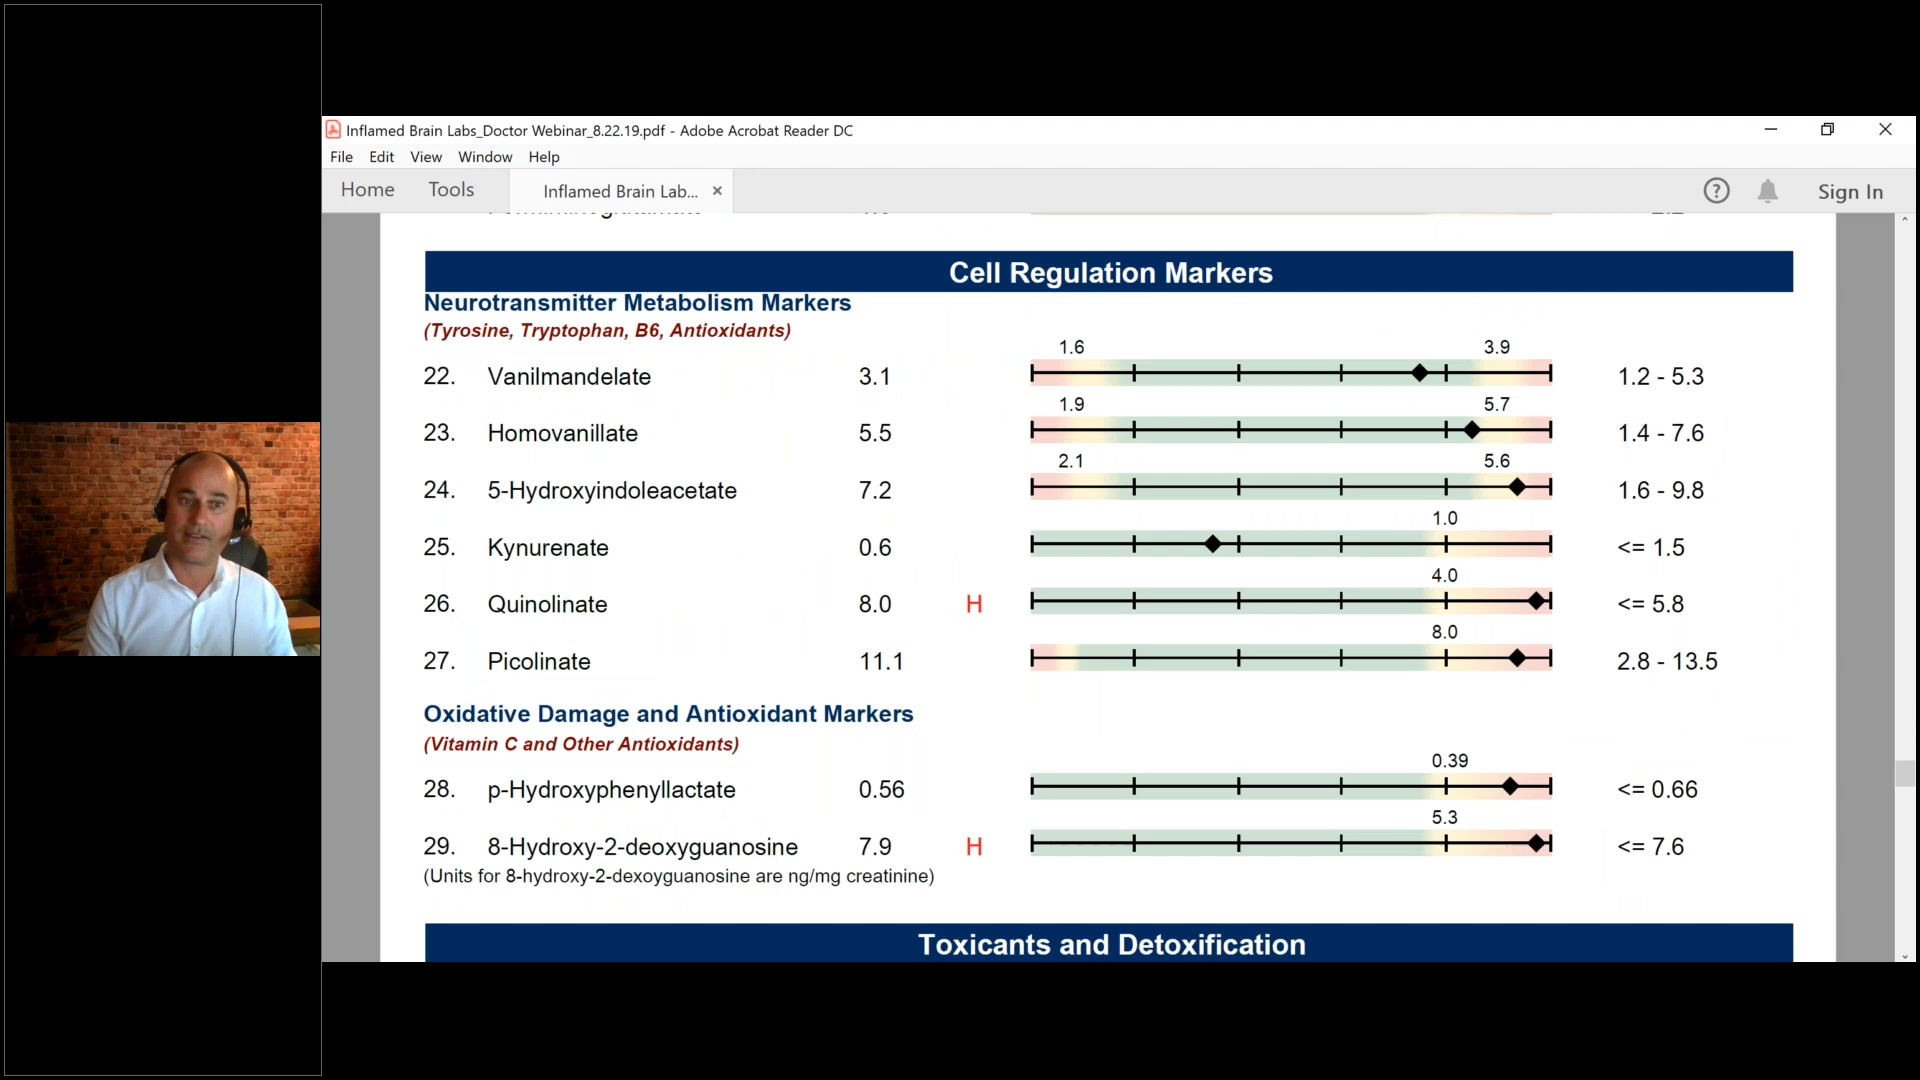 Inflamed Brain Labs_Doctor Webinar_8.22.19.pdf - Adobe Acrobat Reader DC
File Edit View Window Help
Home Tools Inflamed Brain Lab... Sign In
Cell Regulation Markers
Neurotransmitter Metabolism Markers
(Tyrosine, Tryptophan, B6, Antioxidants)
1.6 3.9
22. Vanilmandelate 3.1 1.2 - 5.3
1.9 5.7
23. Homovanillate 5.5 1.4 - 7.6
2.1 5.6
24. 5-Hydroxyindoleacetate 7.2 1.6 - 9.8
1.0
25. Kynurenate 0.6 <= 1.5
4.0
26. Quinolinate 8.0 H <= 5.8
8.0
27. Picolinate 11.1 2.8 - 13.5
Oxidative Damage and Antioxidant Markers
(Vitamin C and Other Antioxidants)
0.39
28. p-Hydroxyphenyllactate 0.56 <= 0.66
5.3
29. 8-Hydroxy-2-deoxyguanosine 7.9 H <= 7.6
(Units for 8-hydroxy-2-dexoyguanosine are ng/mg creatinine)
Toxicants and Detoxification